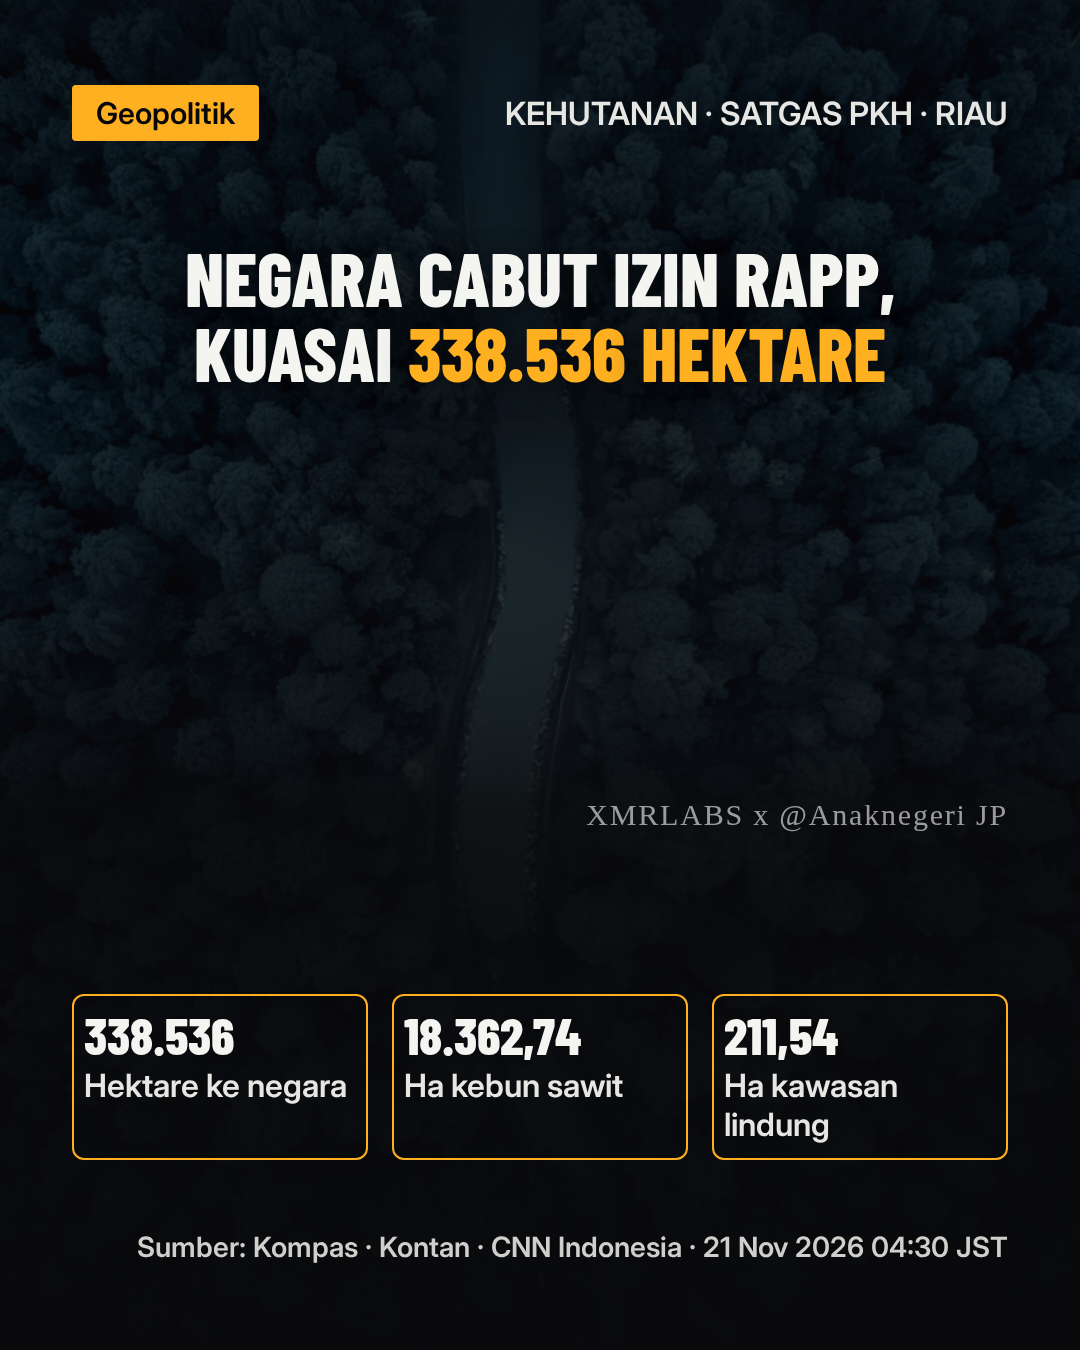 Geopolitik
KEHUTANAN · SATGAS PKH · RIAU
NEGARA CABUT IZIN RAPP,
KUASAI 338.536 HEKTARE
XMRLABS x @Anaknegeri JP
338.536
Hektare ke negara
18.362,74
Ha kebun sawit
211,54
Ha kawasan
lindung
Sumber: Kompas · Kontan · CNN Indonesia · 21 Nov 2026 04:30 JST